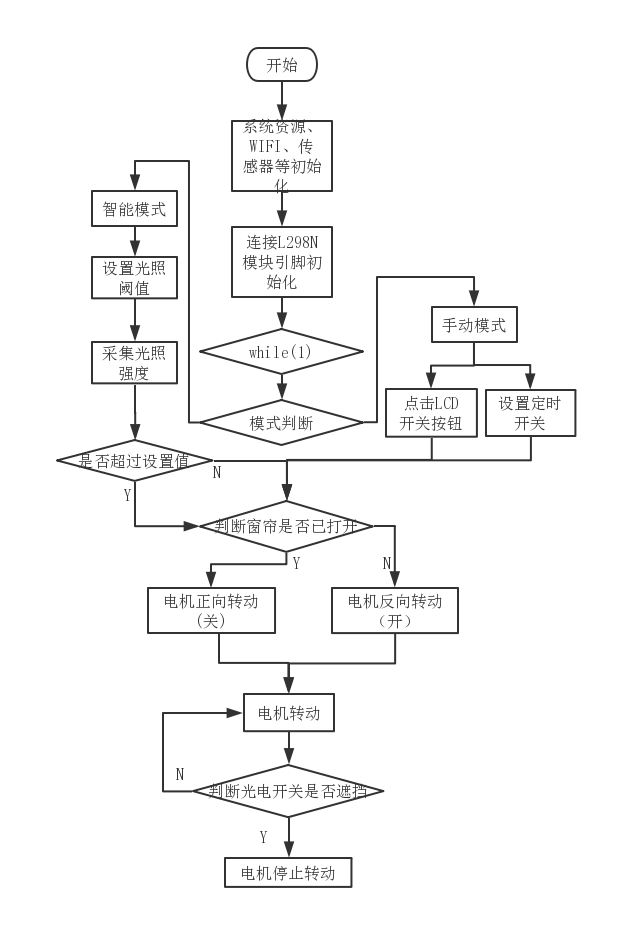 开始
系统资源、
WIFI、传
感器等初始
化
连接L298N
模块引脚初
始化
while(1)
模式判断
智能模式
设置光照
阈值
采集光照
强度
是否超过设置值
N
Y
手动模式
点击LCD
开关按钮
设置定时
开关
判断窗帘是否已打开
Y
N
电机正向转动
(关)
电机反向转动
（开）
电机转动
判断光电开关是否遮挡
N
Y
电机停止转动